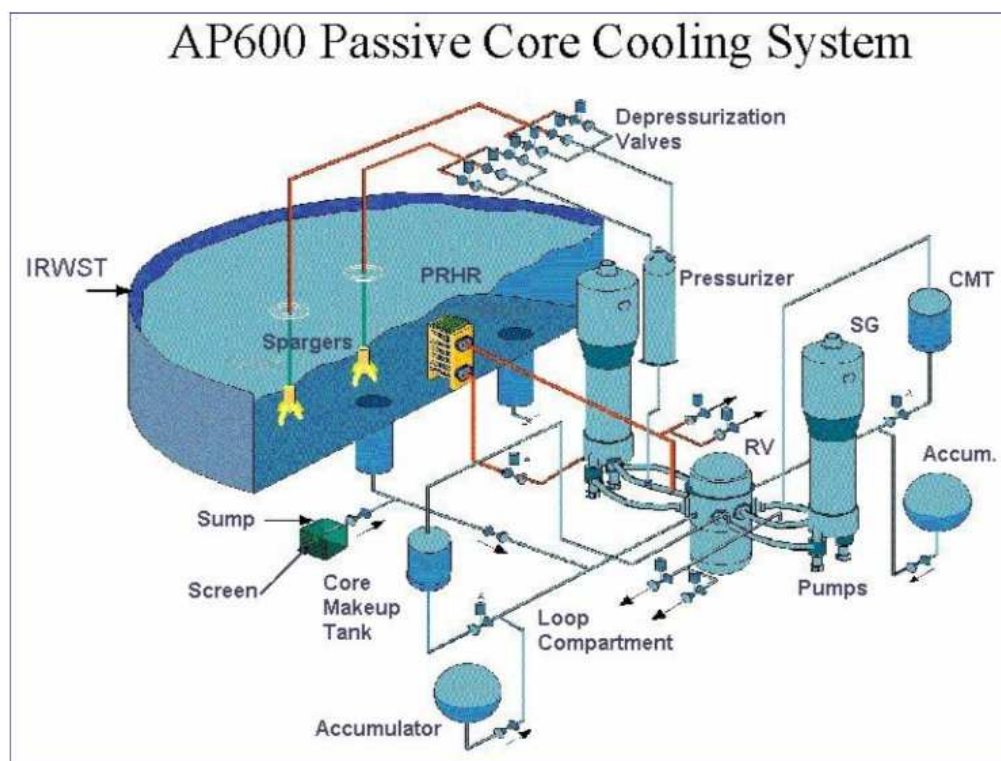 AP600 Passive Core Cooling System
Depressurization
Valves
IRWST
PRHR
Pressurizer
CMT
Spargers
SG
RV
Accum.
Sump
Screen
Core
Makeup
Tank
Loop
Compartment
Pumps
Accumulator